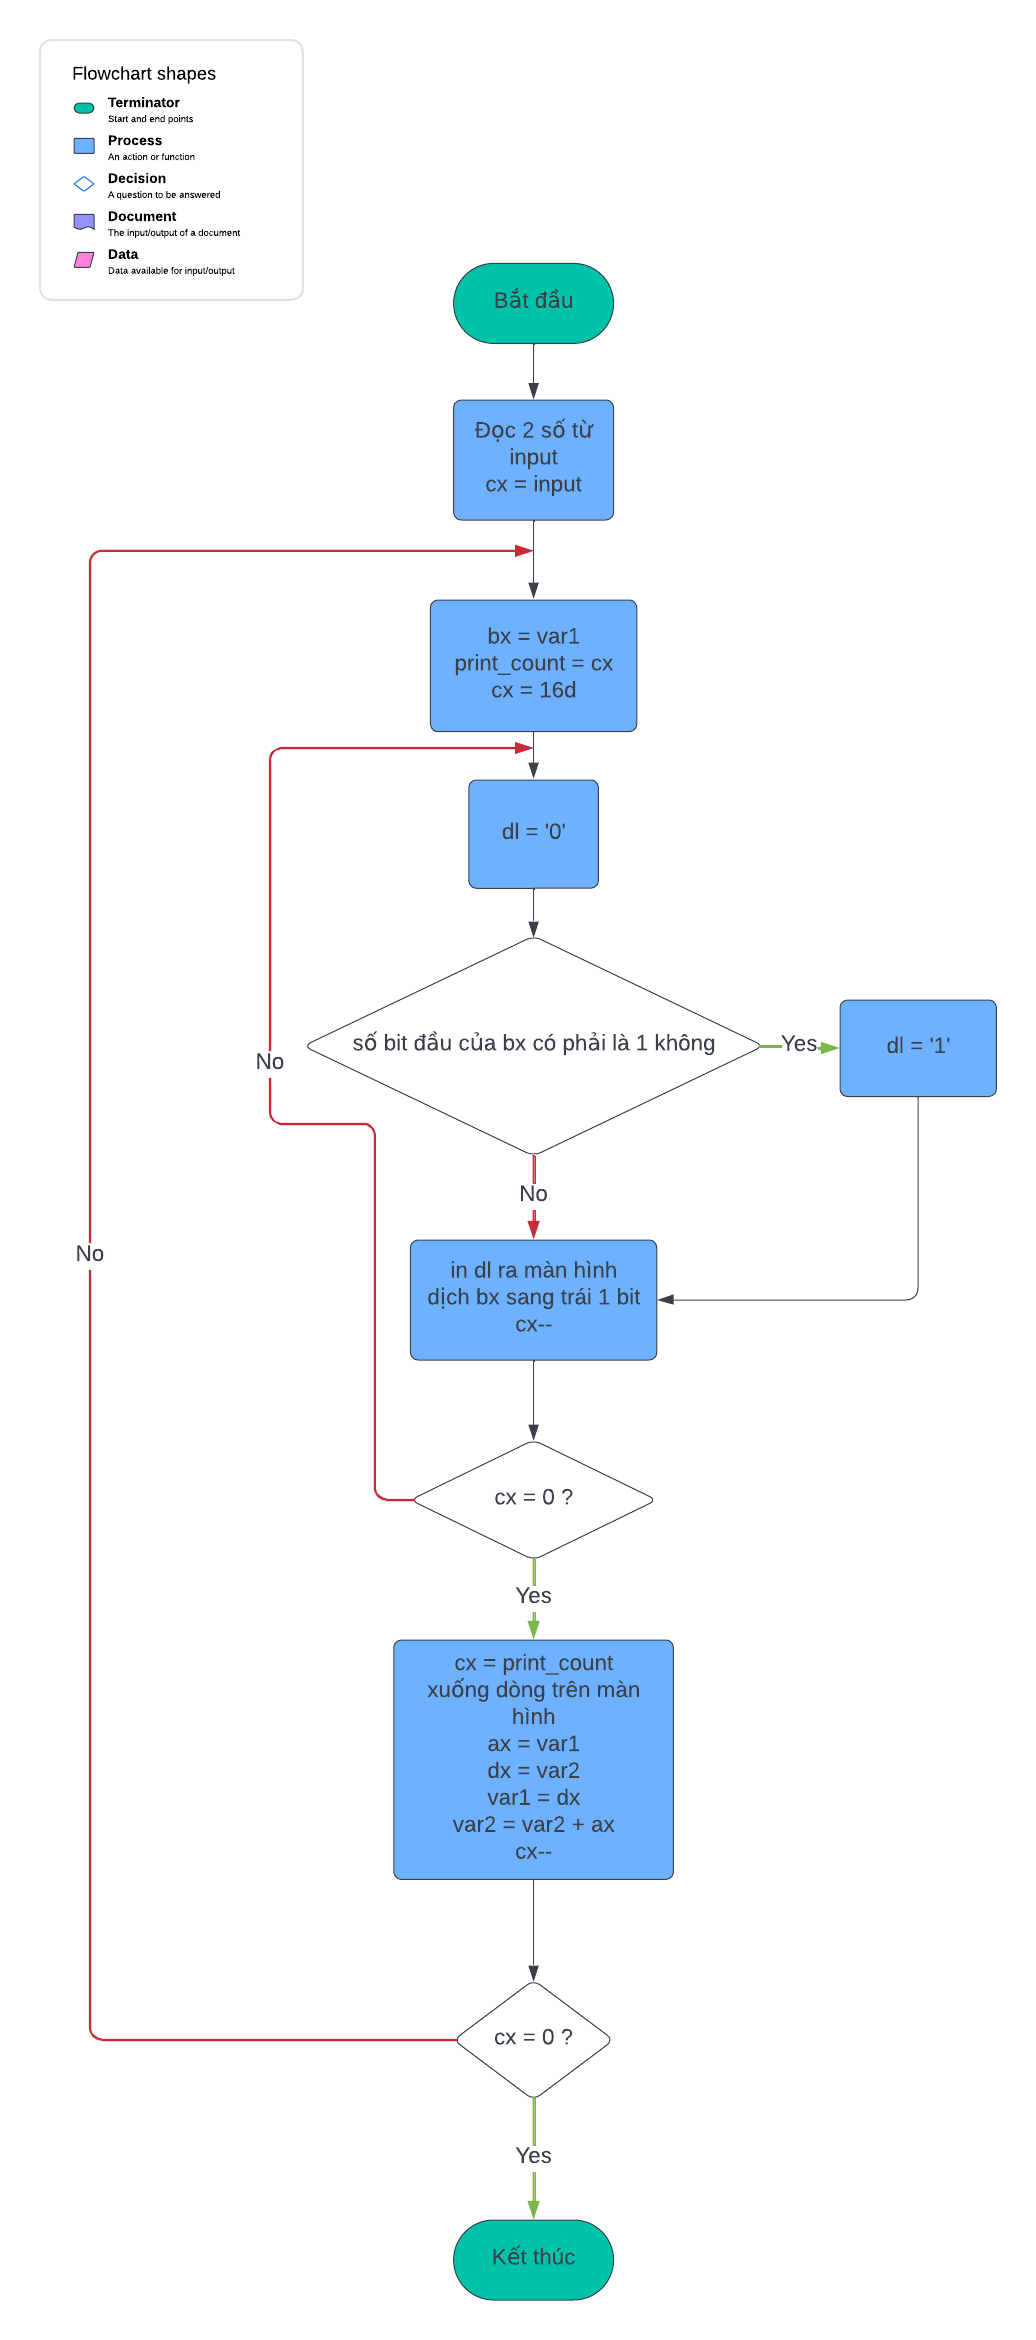 Flowchart shapes
Terminator
Start and end points
Process
An action or function
Decision
A question to be answered
Document
The input/output of a document
Data
Data available for input/output
Bắt đầu
Đọc 2 số từ
input
cx = input
bx = var1
print_count = cx
cx = 16d
dl = '0'
số bit đầu của bx có phải là 1 không
Yes
dl = '1'
No
No
in dl ra màn hình
dịch bx sang trái 1 bit
cx--
No
cx = 0 ?
Yes
cx = print_count
xuống dòng trên màn
hình
ax = var1
dx = var2
var1 = dx
var2 = var2 + ax
cx--
cx = 0 ?
Yes
Kết thúc